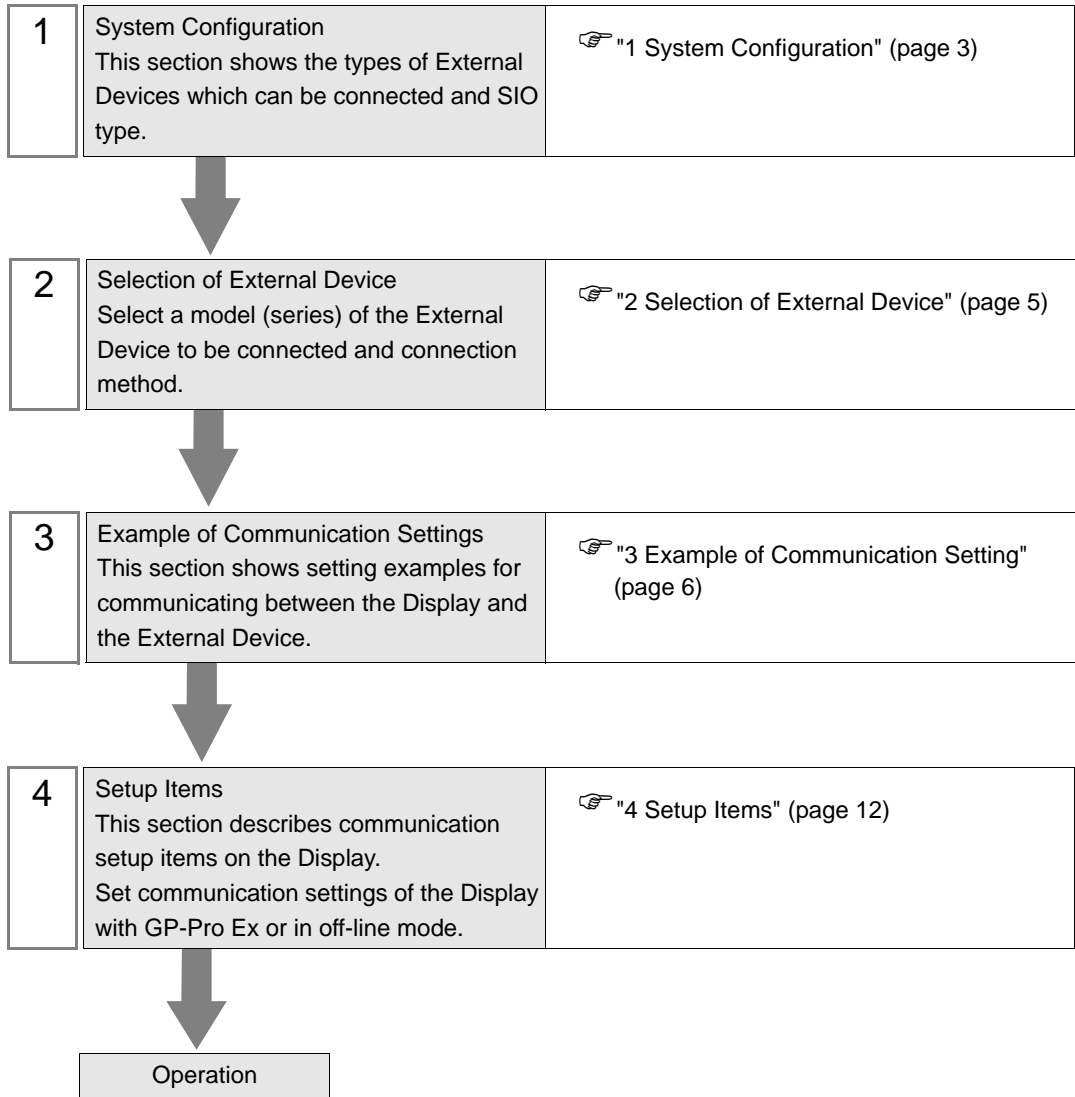 1
System Configuration
This section shows the types of External
Devices which can be connected and SIO
type.
"1 System Configuration" (page 3)
2
Selection of External Device
Select a model (series) of the External
Device to be connected and connection
method.
"2 Selection of External Device" (page 5)
3
Example of Communication Settings
This section shows setting examples for
communicating between the Display and
the External Device.
"3 Example of Communication Setting"
(page 6)
4
Setup Items
This section describes communication
setup items on the Display.
Set communication settings of the Display
with GP-Pro Ex or in off-line mode.
"4 Setup Items" (page 12)
Operation